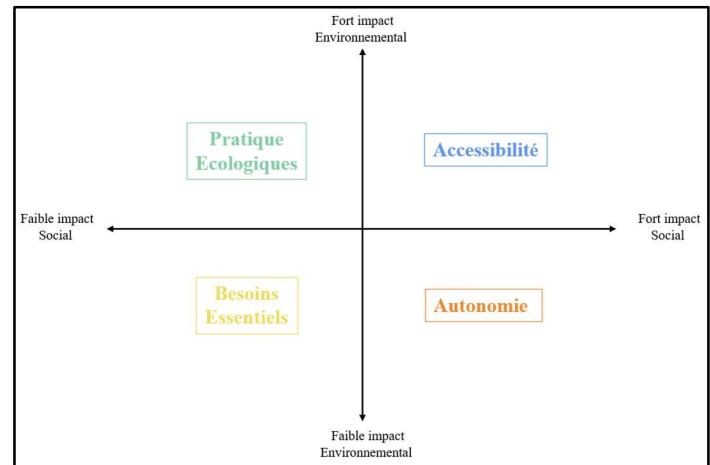 Fort impact
Environnemental
Pratique
Ecologiques
Accessibilité
Faible impact
Social
Fort impact
Social
Besoins
Essentiels
Autonomie
Faible impact
Environnemental